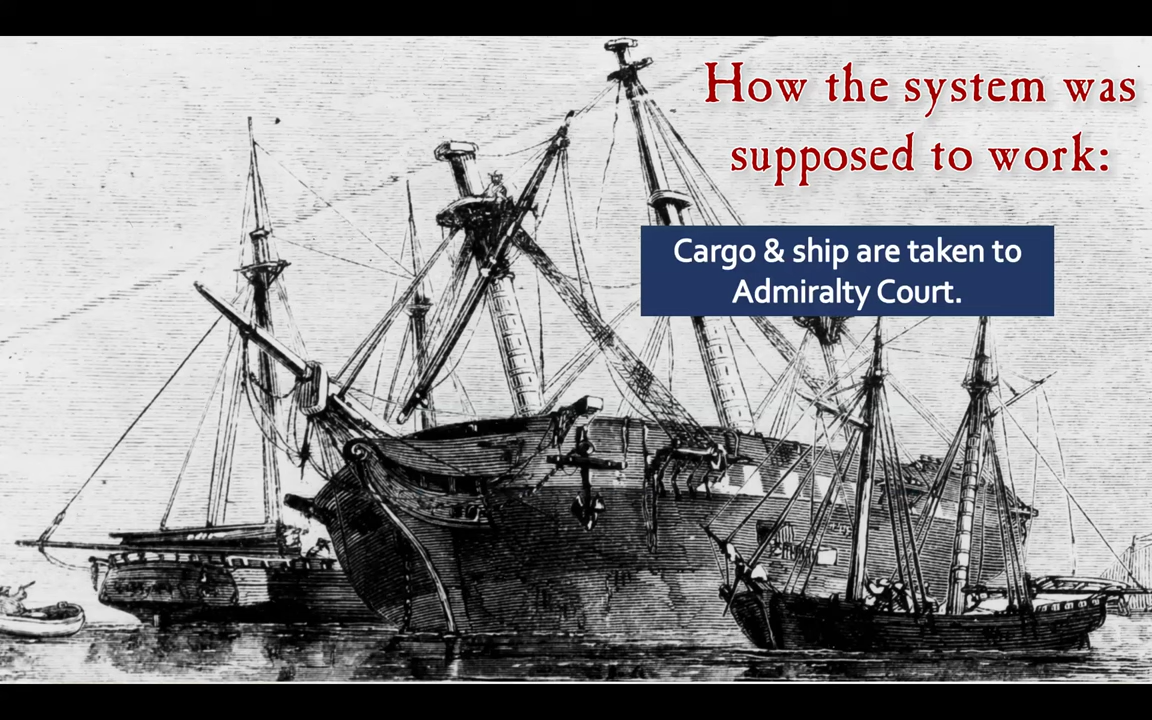 How the system was
supposed to work:
Cargo & ship are taken to
Admiralty Court.